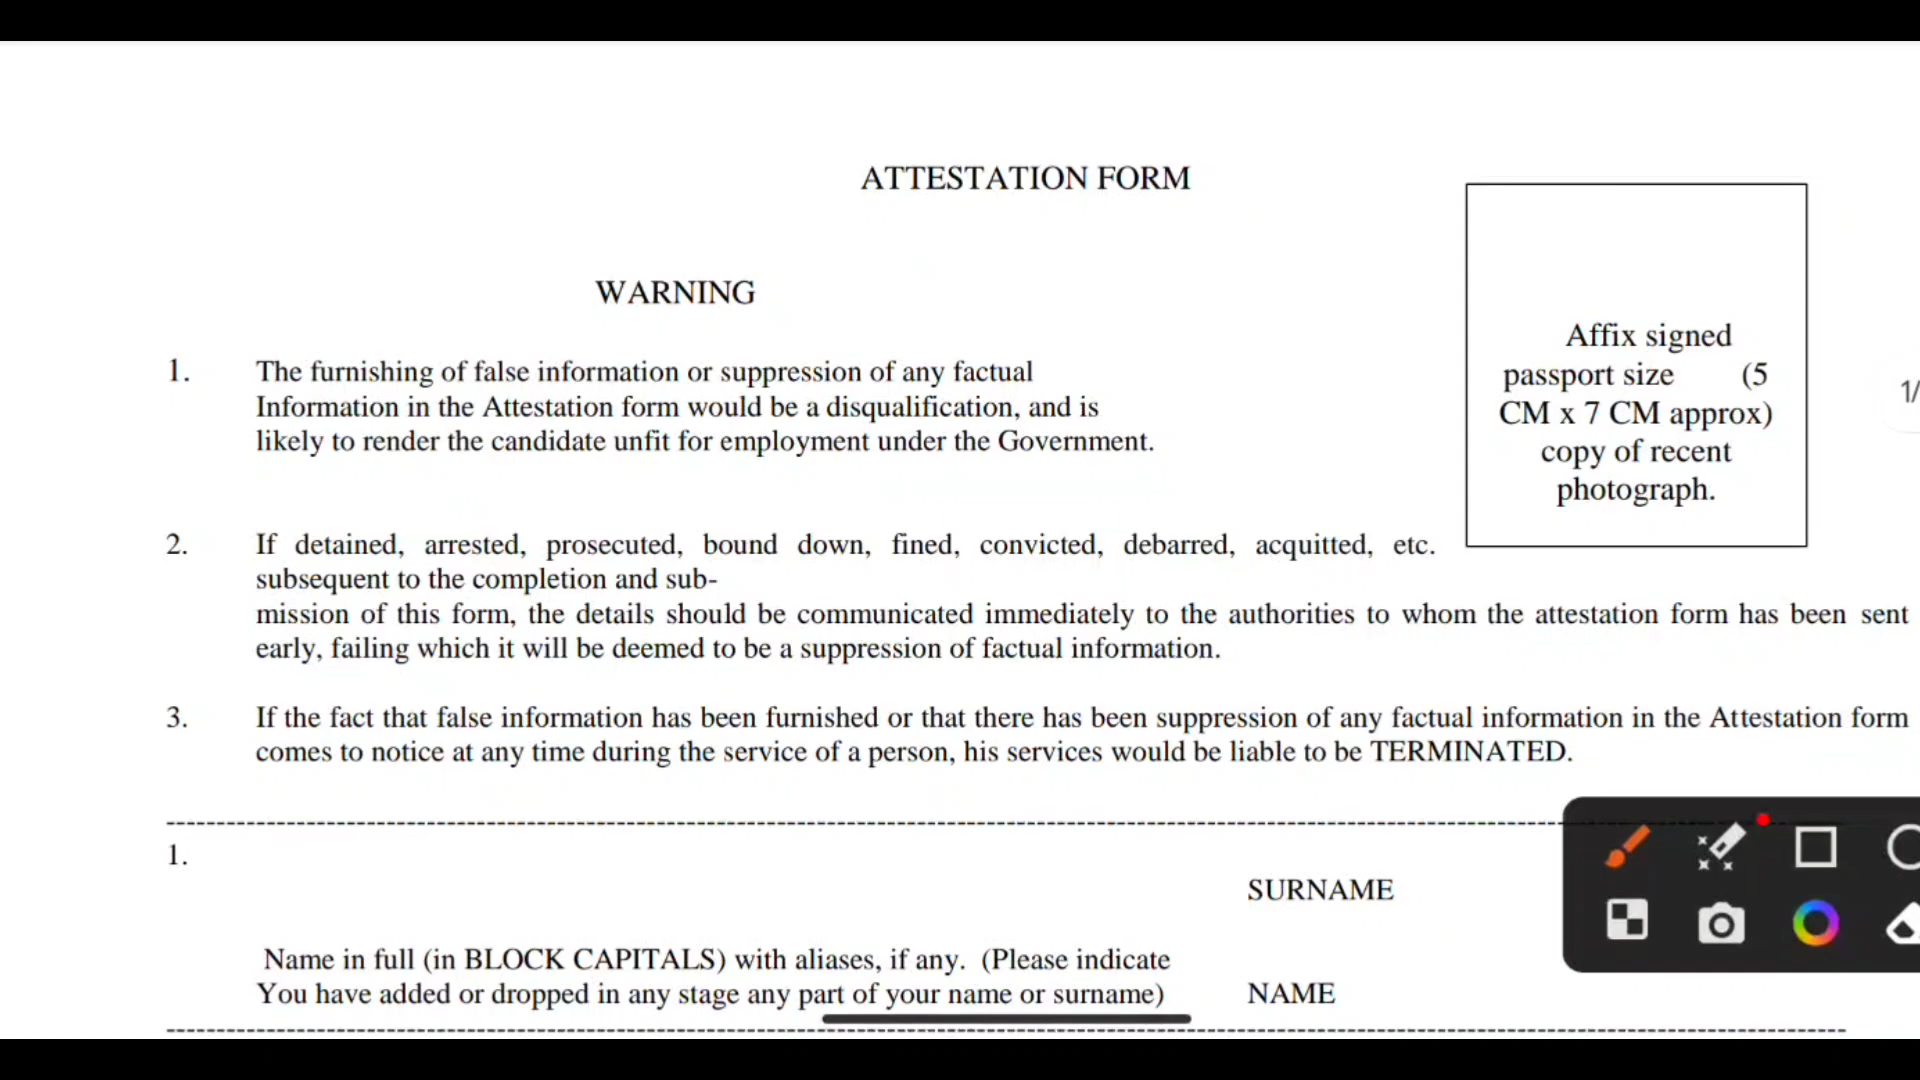 ATTESTATION FORM
WARNING
Affix signed
passport size (5
CM x 7 CM approx)
copy of recent
photograph.
1/
1. The furnishing of false information or suppression of any factual
Information in the Attestation form would be a disqualification, and is
likely to render the candidate unfit for employment under the Government.
2. If detained, arrested, prosecuted, bound down, fined, convicted, debarred, acquitted, etc.
subsequent to the completion and sub-
mission of this form, the details should be communicated immediately to the authorities to whom the attestation form has been sent
early, failing which it will be deemed to be a suppression of factual information.
3. If the fact that false information has been furnished or that there has been suppression of any factual information in the Attestation form
comes to notice at any time during the service of a person, his services would be liable to be TERMINATED.
1.
SURNAME
Name in full (in BLOCK CAPITALS) with aliases, if any. (Please indicate
You have added or dropped in any stage any part of your name or surname) NAME